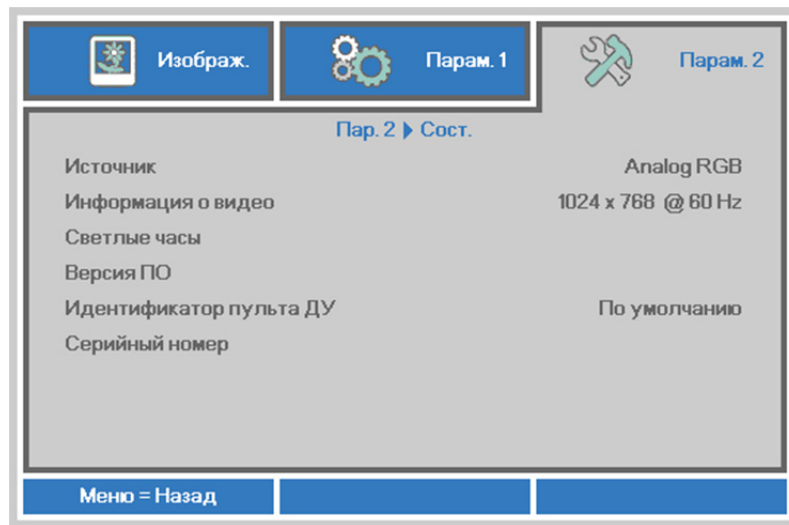 Изображ. Парам. 1 Парам. 2
Пар. 2 Сост.
Источник Analog RGB
Информация о видео 1024 x 768 @ 60 Hz
Светлые часы
Версия ПО
Идентификатор пульта ДУ По умолчанию
Серийный номер
Меню = Назад